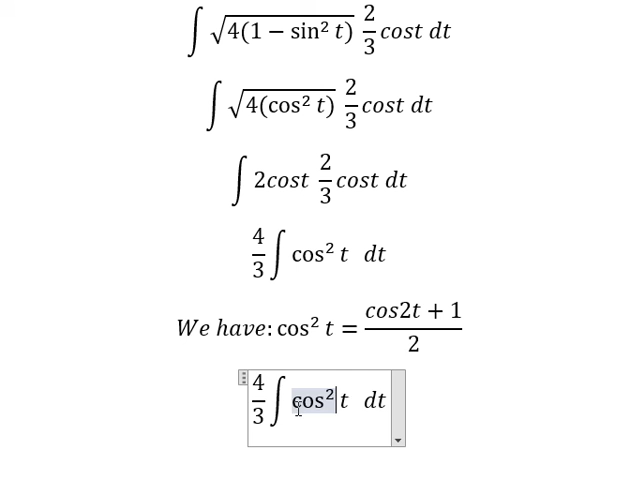 ∫ √4(1 − sin² t) 2/3 cost dt
∫ √4(cos² t) 2/3 cost dt
∫ 2cost 2/3 cost dt
4/3 ∫ cos² t dt
We have: cos² t = cos2t + 1 / 2
4/3 ∫ cos² t dt